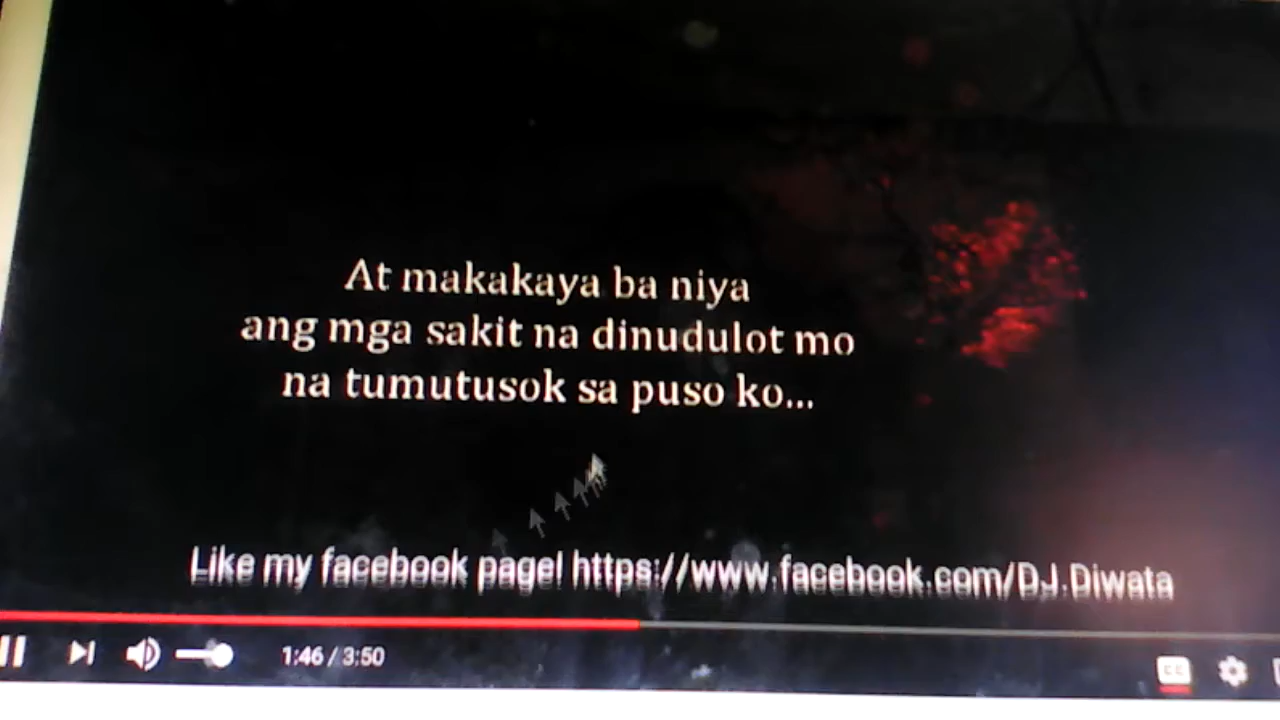 At makakaya ba niya
ang mga sakit na dinudulot mo
na tumutusok sa puso ko...
Like my facebook page! https://www.facebook.com/DJ.Diwata
1:46 / 3:50
CC